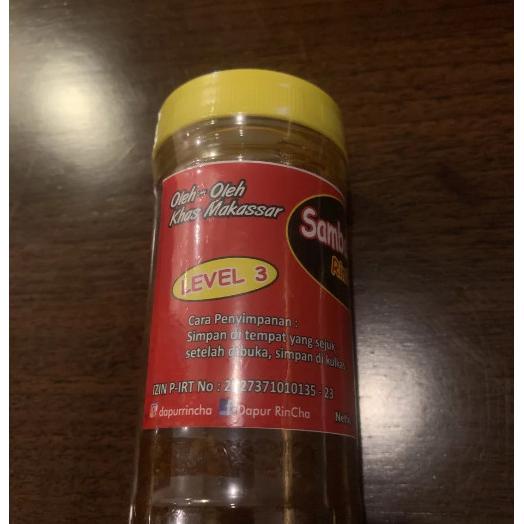 Oleh - Oleh
Khas Makassar
LEVEL 3
Cara Penyimpanan :
Simpan di tempat yang sejuk
setelah dibuka, simpan di kulkas
IZIN P-IRT No : 2027371010135 - 23
dapurrincha Dapur RinCha